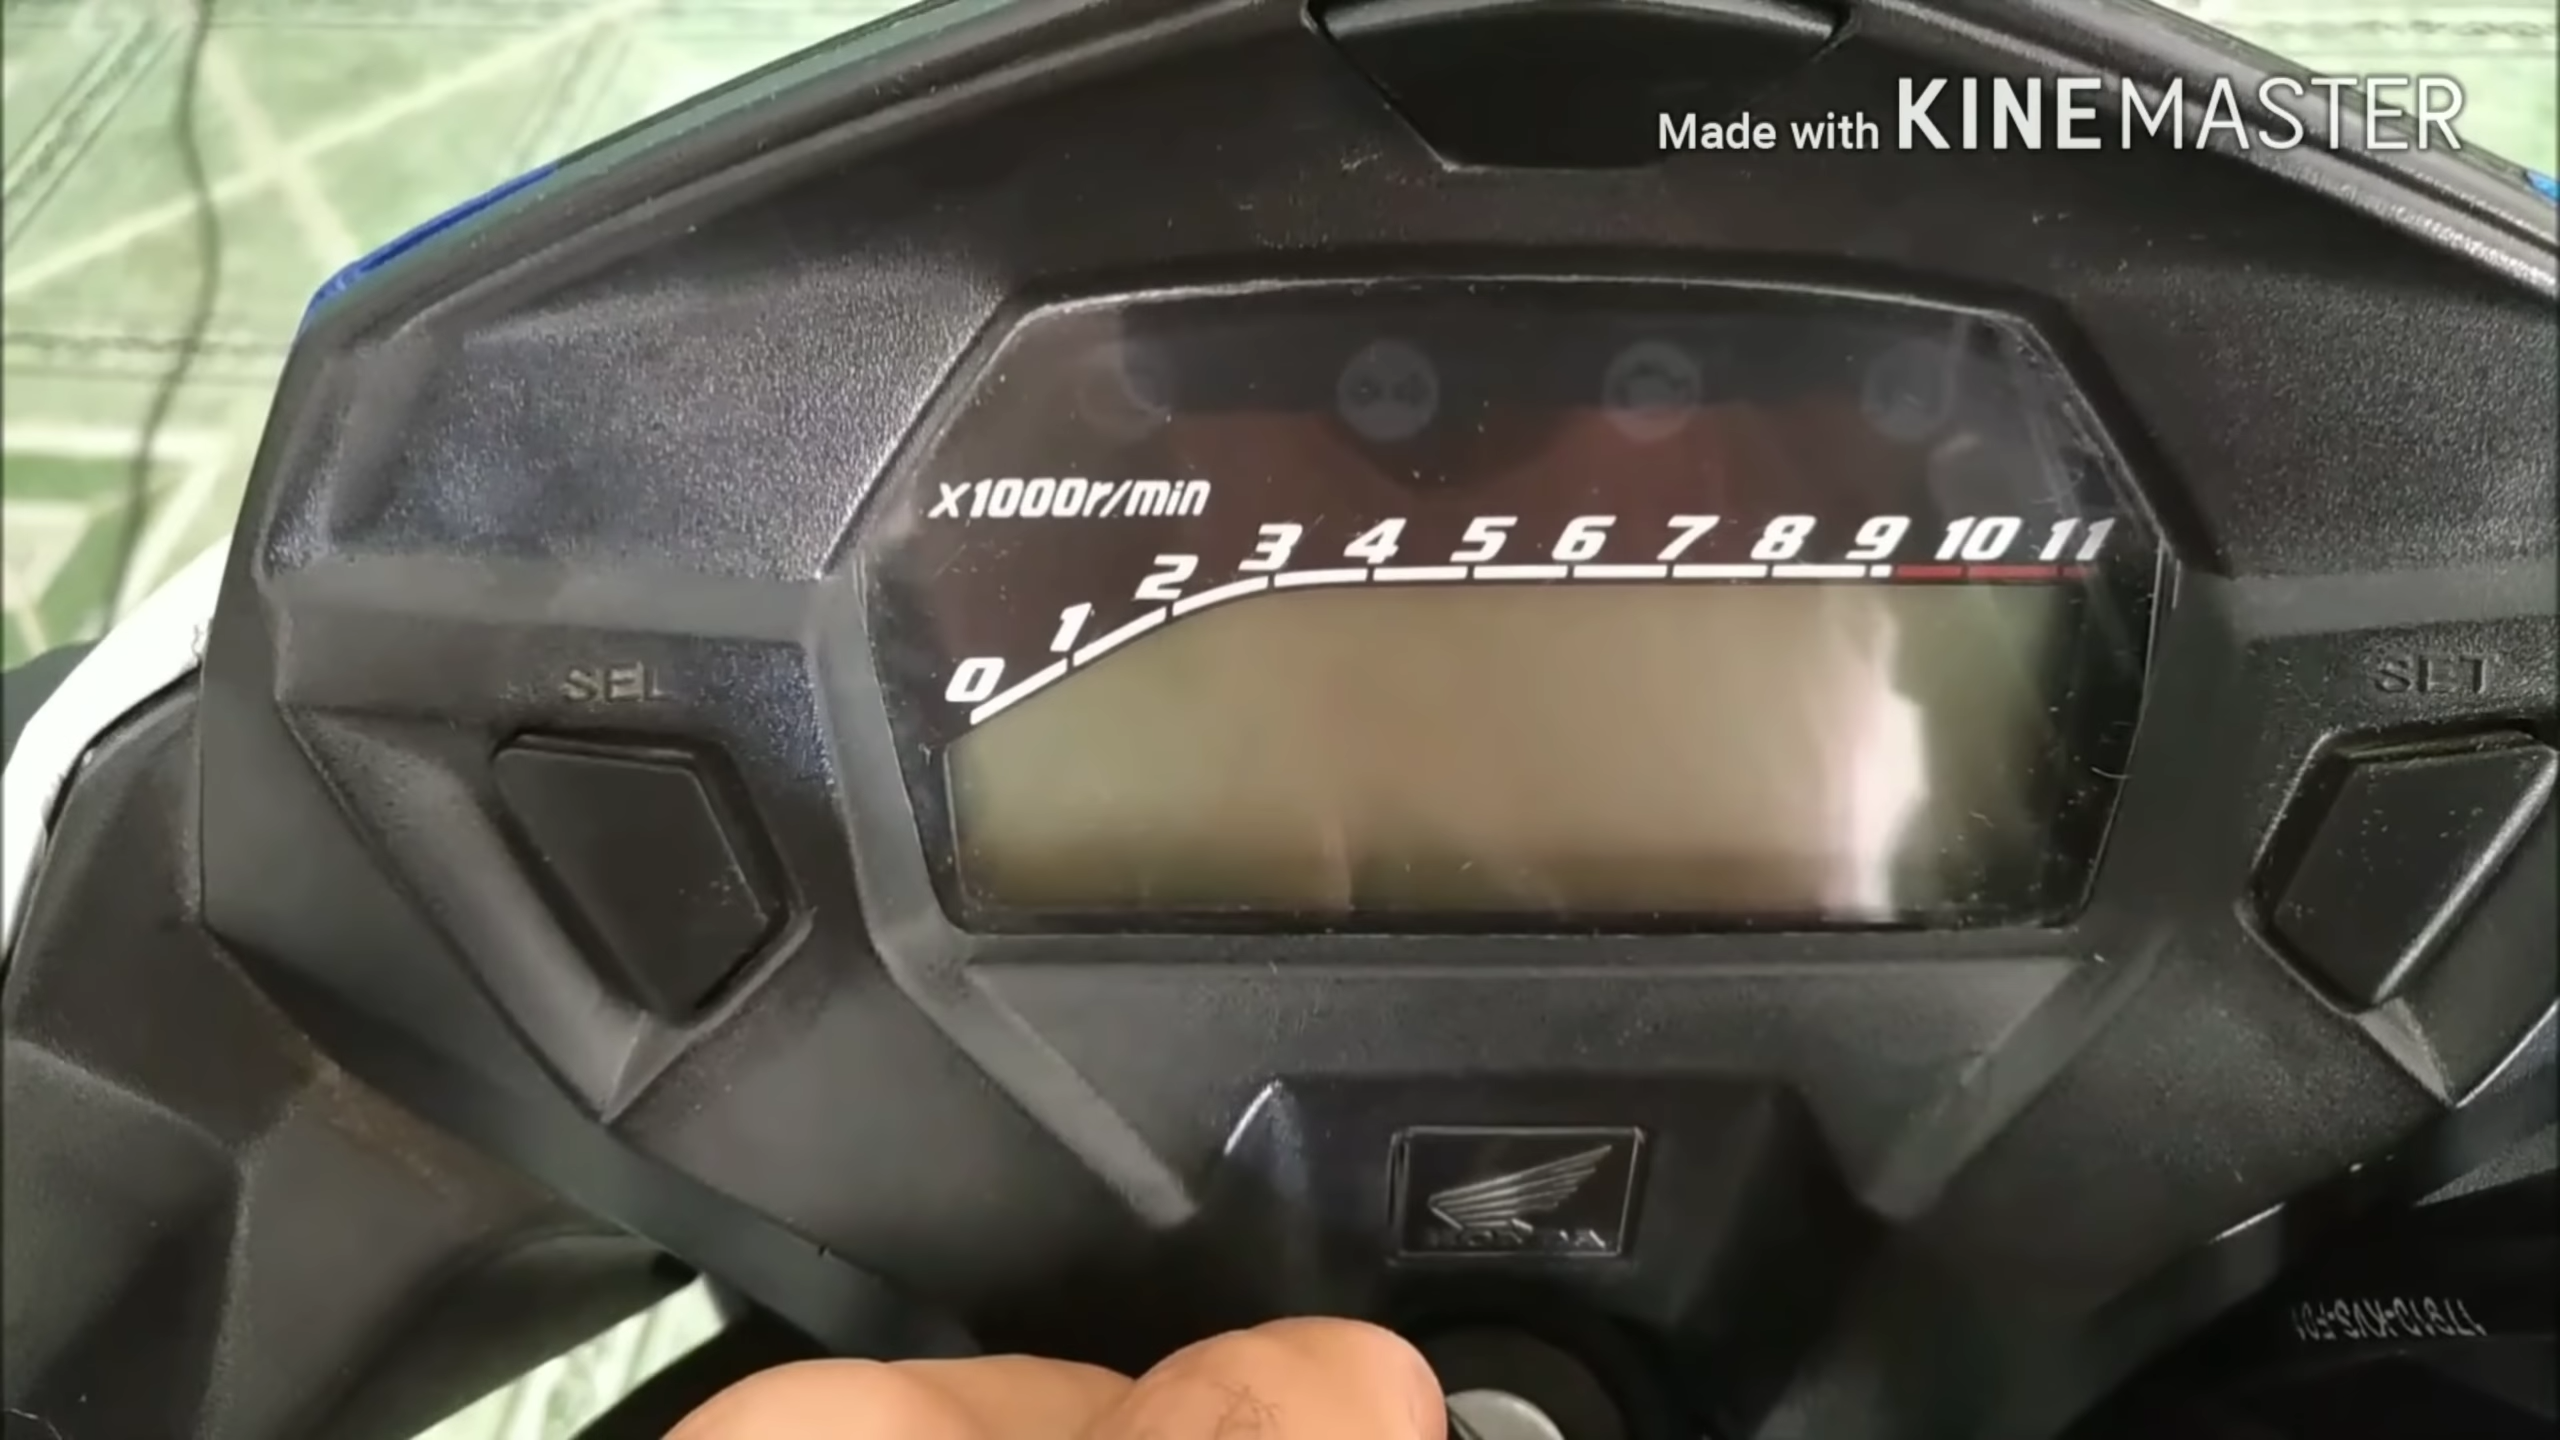 Made with KINEMASTER
x1000r/min
0 1 2 3 4 5 6 7 8 9 10 11
SEL
SET
HONDA